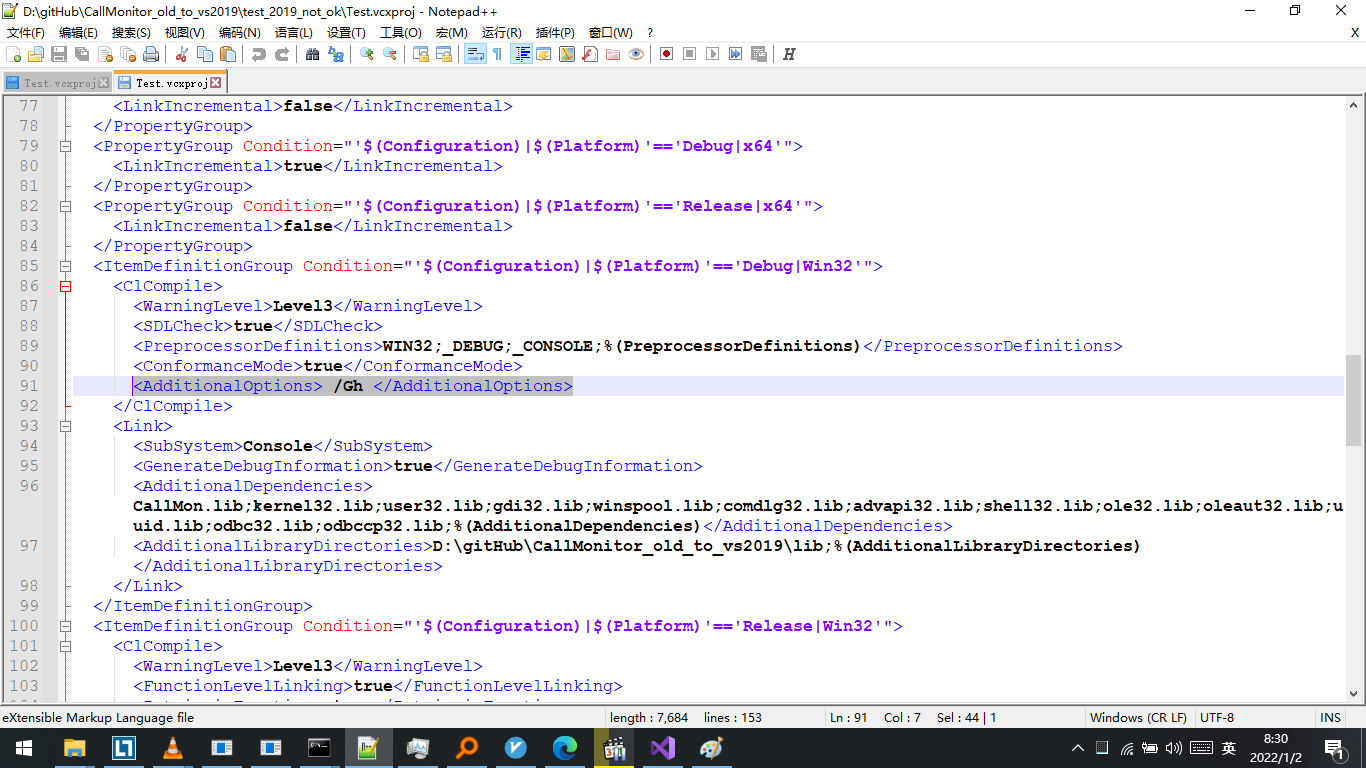 D:\gitHub\CallMonitor_old_to_vs2019\test_2019_not_ok\Test.vcxproj - Notepad++
文件(F) 编辑(E) 搜索(S) 视图(V) 编码(N) 语言(L) 设置(T) 工具(O) 宏(M) 运行(R) 插件(P) 窗口(W) ? X
Test.vcxproj Test.vcxproj
77 <LinkIncremental>false</LinkIncremental>
78 </PropertyGroup>
79 <PropertyGroup Condition="'$(Configuration)|$(Platform)'=='Debug|x64'">
80 <LinkIncremental>true</LinkIncremental>
81 </PropertyGroup>
82 <PropertyGroup Condition="'$(Configuration)|$(Platform)'=='Release|x64'">
83 <LinkIncremental>false</LinkIncremental>
84 </PropertyGroup>
85 <ItemDefinitionGroup Condition="'$(Configuration)|$(Platform)'=='Debug|Win32'">
86 <ClCompile>
87 <WarningLevel>Level3</WarningLevel>
88 <SDLCheck>true</SDLCheck>
89 <PreprocessorDefinitions>WIN32;_DEBUG;_CONSOLE;%(PreprocessorDefinitions)</PreprocessorDefinitions>
90 <ConformanceMode>true</ConformanceMode>
91 <AdditionalOptions> /Gh </AdditionalOptions>
92 </ClCompile>
93 <Link>
94 <SubSystem>Console</SubSystem>
95 <GenerateDebugInformation>true</GenerateDebugInformation>
96 <AdditionalDependencies>
CallMon.lib;kernel32.lib;user32.lib;gdi32.lib;winspool.lib;comdlg32.lib;advapi32.lib;shell32.lib;ole32.lib;oleaut32.lib;u
uid.lib;odbc32.lib;odbccp32.lib;%(AdditionalDependencies)</AdditionalDependencies>
97 <AdditionalLibraryDirectories>D:\gitHub\CallMonitor_old_to_vs2019\lib;%(AdditionalLibraryDirectories)
</AdditionalLibraryDirectories>
98 </Link>
99 </ItemDefinitionGroup>
100 <ItemDefinitionGroup Condition="'$(Configuration)|$(Platform)'=='Release|Win32'">
101 <ClCompile>
102 <WarningLevel>Level3</WarningLevel>
103 <FunctionLevelLinking>true</FunctionLevelLinking>
eXtensible Markup Language file length : 7,684 lines : 153 Ln : 91 Col : 7 Sel : 44 | 1 Windows (CR LF) UTF-8 INS
英 8:30
2022/1/2 1